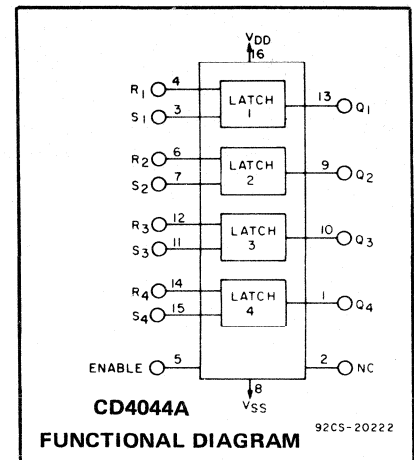 VDD
16
R1 4
S1 3
LATCH
1
13 Q1
R2 6
S2 7
LATCH
2
9 Q2
R3 12
S3 11
LATCH
3
10 Q3
R4 14
S4 15
LATCH
4
1 Q4
ENABLE 5
2 NC
8
VSS
CD4044A
92CS-20222
FUNCTIONAL DIAGRAM